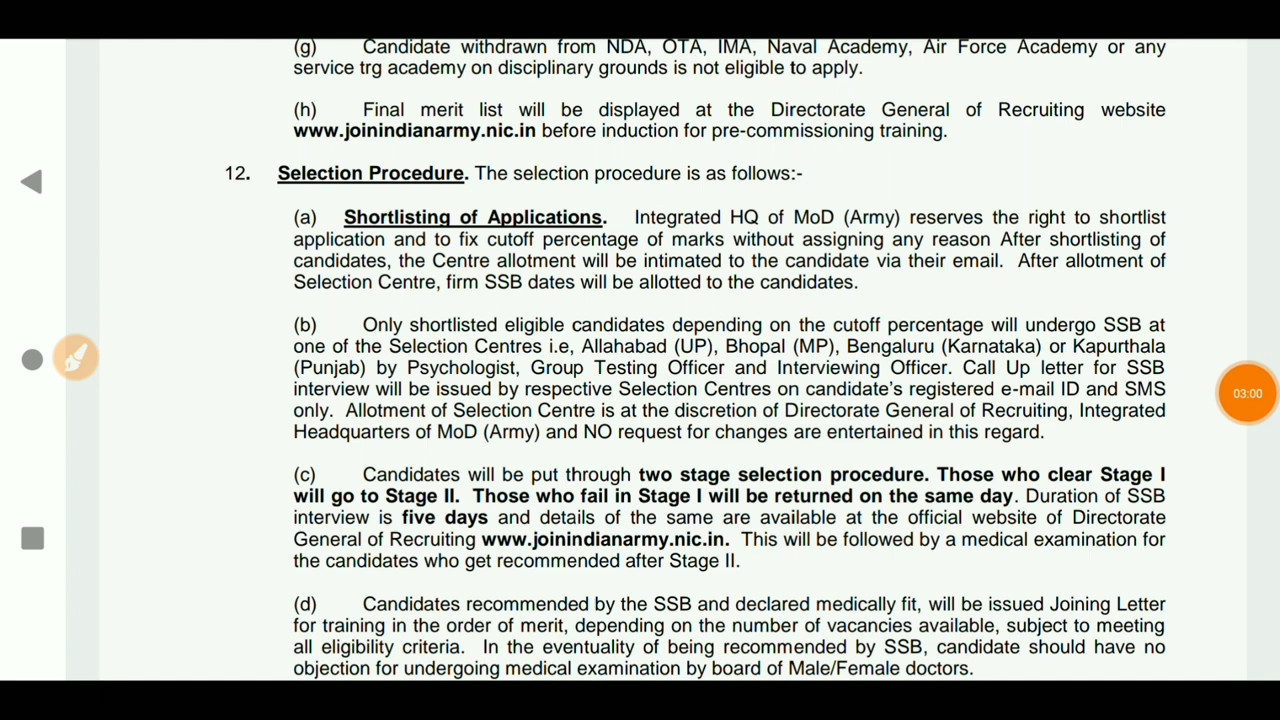 (g) Candidate withdrawn from NDA, OTA, IMA, Naval Academy, Air Force Academy or any
service trg academy on disciplinary grounds is not eligible to apply.
(h) Final merit list will be displayed at the Directorate General of Recruiting website
www.joinindianarmy.nic.in before induction for pre-commissioning training.
12. Selection Procedure. The selection procedure is as follows:-
(a) Shortlisting of Applications. Integrated HQ of MoD (Army) reserves the right to shortlist
application and to fix cutoff percentage of marks without assigning any reason After shortlisting of
candidates, the Centre allotment will be intimated to the candidate via their email. After allotment of
Selection Centre, firm SSB dates will be allotted to the candidates.
(b) Only shortlisted eligible candidates depending on the cutoff percentage will undergo SSB at
one of the Selection Centres i.e, Allahabad (UP), Bhopal (MP), Bengaluru (Karnataka) or Kapurthala
(Punjab) by Psychologist, Group Testing Officer and Interviewing Officer. Call Up letter for SSB
interview will be issued by respective Selection Centres on candidate's registered e-mail ID and SMS
only. Allotment of Selection Centre is at the discretion of Directorate General of Recruiting, Integrated
Headquarters of MoD (Army) and NO request for changes are entertained in this regard.
03:00
(c) Candidates will be put through two stage selection procedure. Those who clear Stage I
will go to Stage II. Those who fail in Stage I will be returned on the same day. Duration of SSB
interview is five days and details of the same are available at the official website of Directorate
General of Recruiting www.joinindianarmy.nic.in. This will be followed by a medical examination for
the candidates who get recommended after Stage II.
(d) Candidates recommended by the SSB and declared medically fit, will be issued Joining Letter
for training in the order of merit, depending on the number of vacancies available, subject to meeting
all eligibility criteria. In the eventuality of being recommended by SSB, candidate should have no
objection for undergoing medical examination by board of Male/Female doctors.